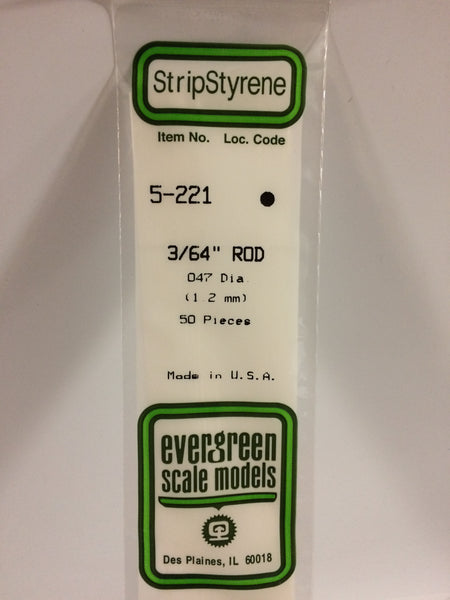 StripStyrene
Item No. Loc. Code
5-221 ●
3/64" ROD
.047 Dia.
(1.2 mm)
50 Pieces
Made in U.S.A.
evergreen
scale models
Des Plaines, IL 60018